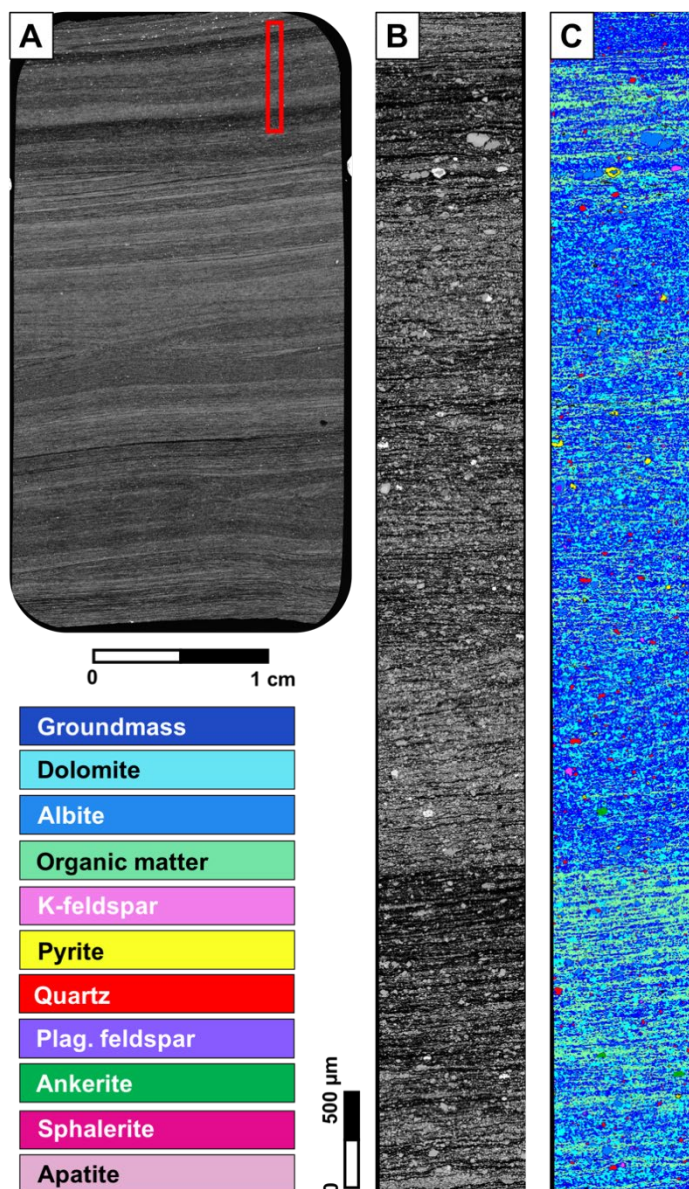 A
B
C
0
1 cm
Groundmass
Dolomite
Albite
Organic matter
K-feldspar
Pyrite
Quartz
Plag. feldspar
Ankerite
Sphalerite
Apatite
500 µm
0